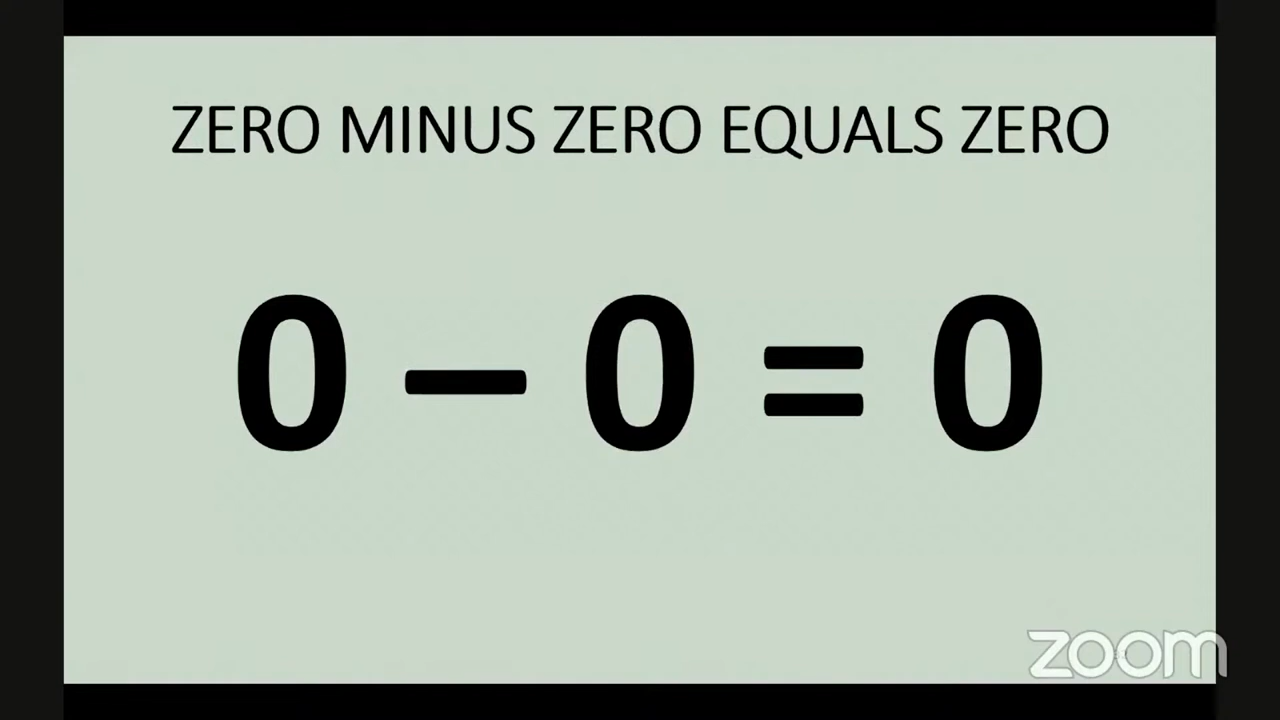 ZERO MINUS ZERO EQUALS ZERO
0 – 0 = 0
zoom